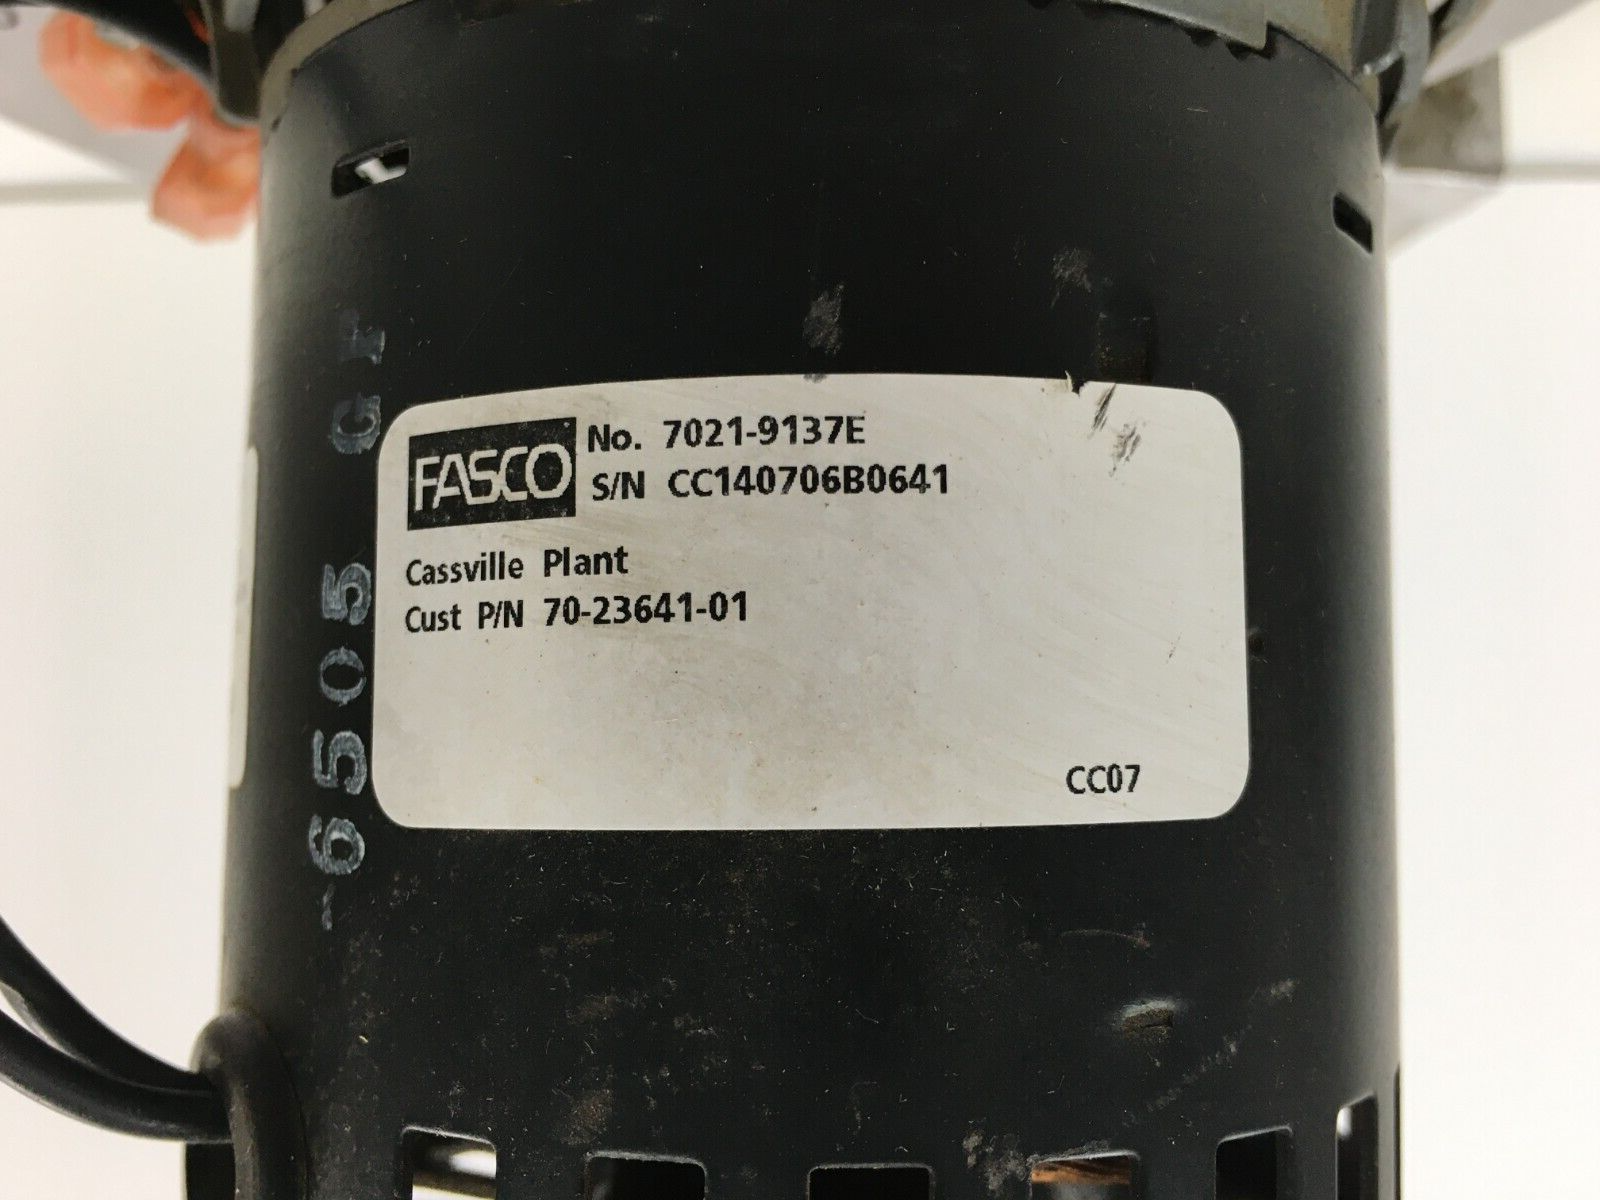 FASCO
No. 7021-9137E
S/N CC140706B0641
Cassville Plant
Cust P/N 70-23641-01
CC07
-6505 GF